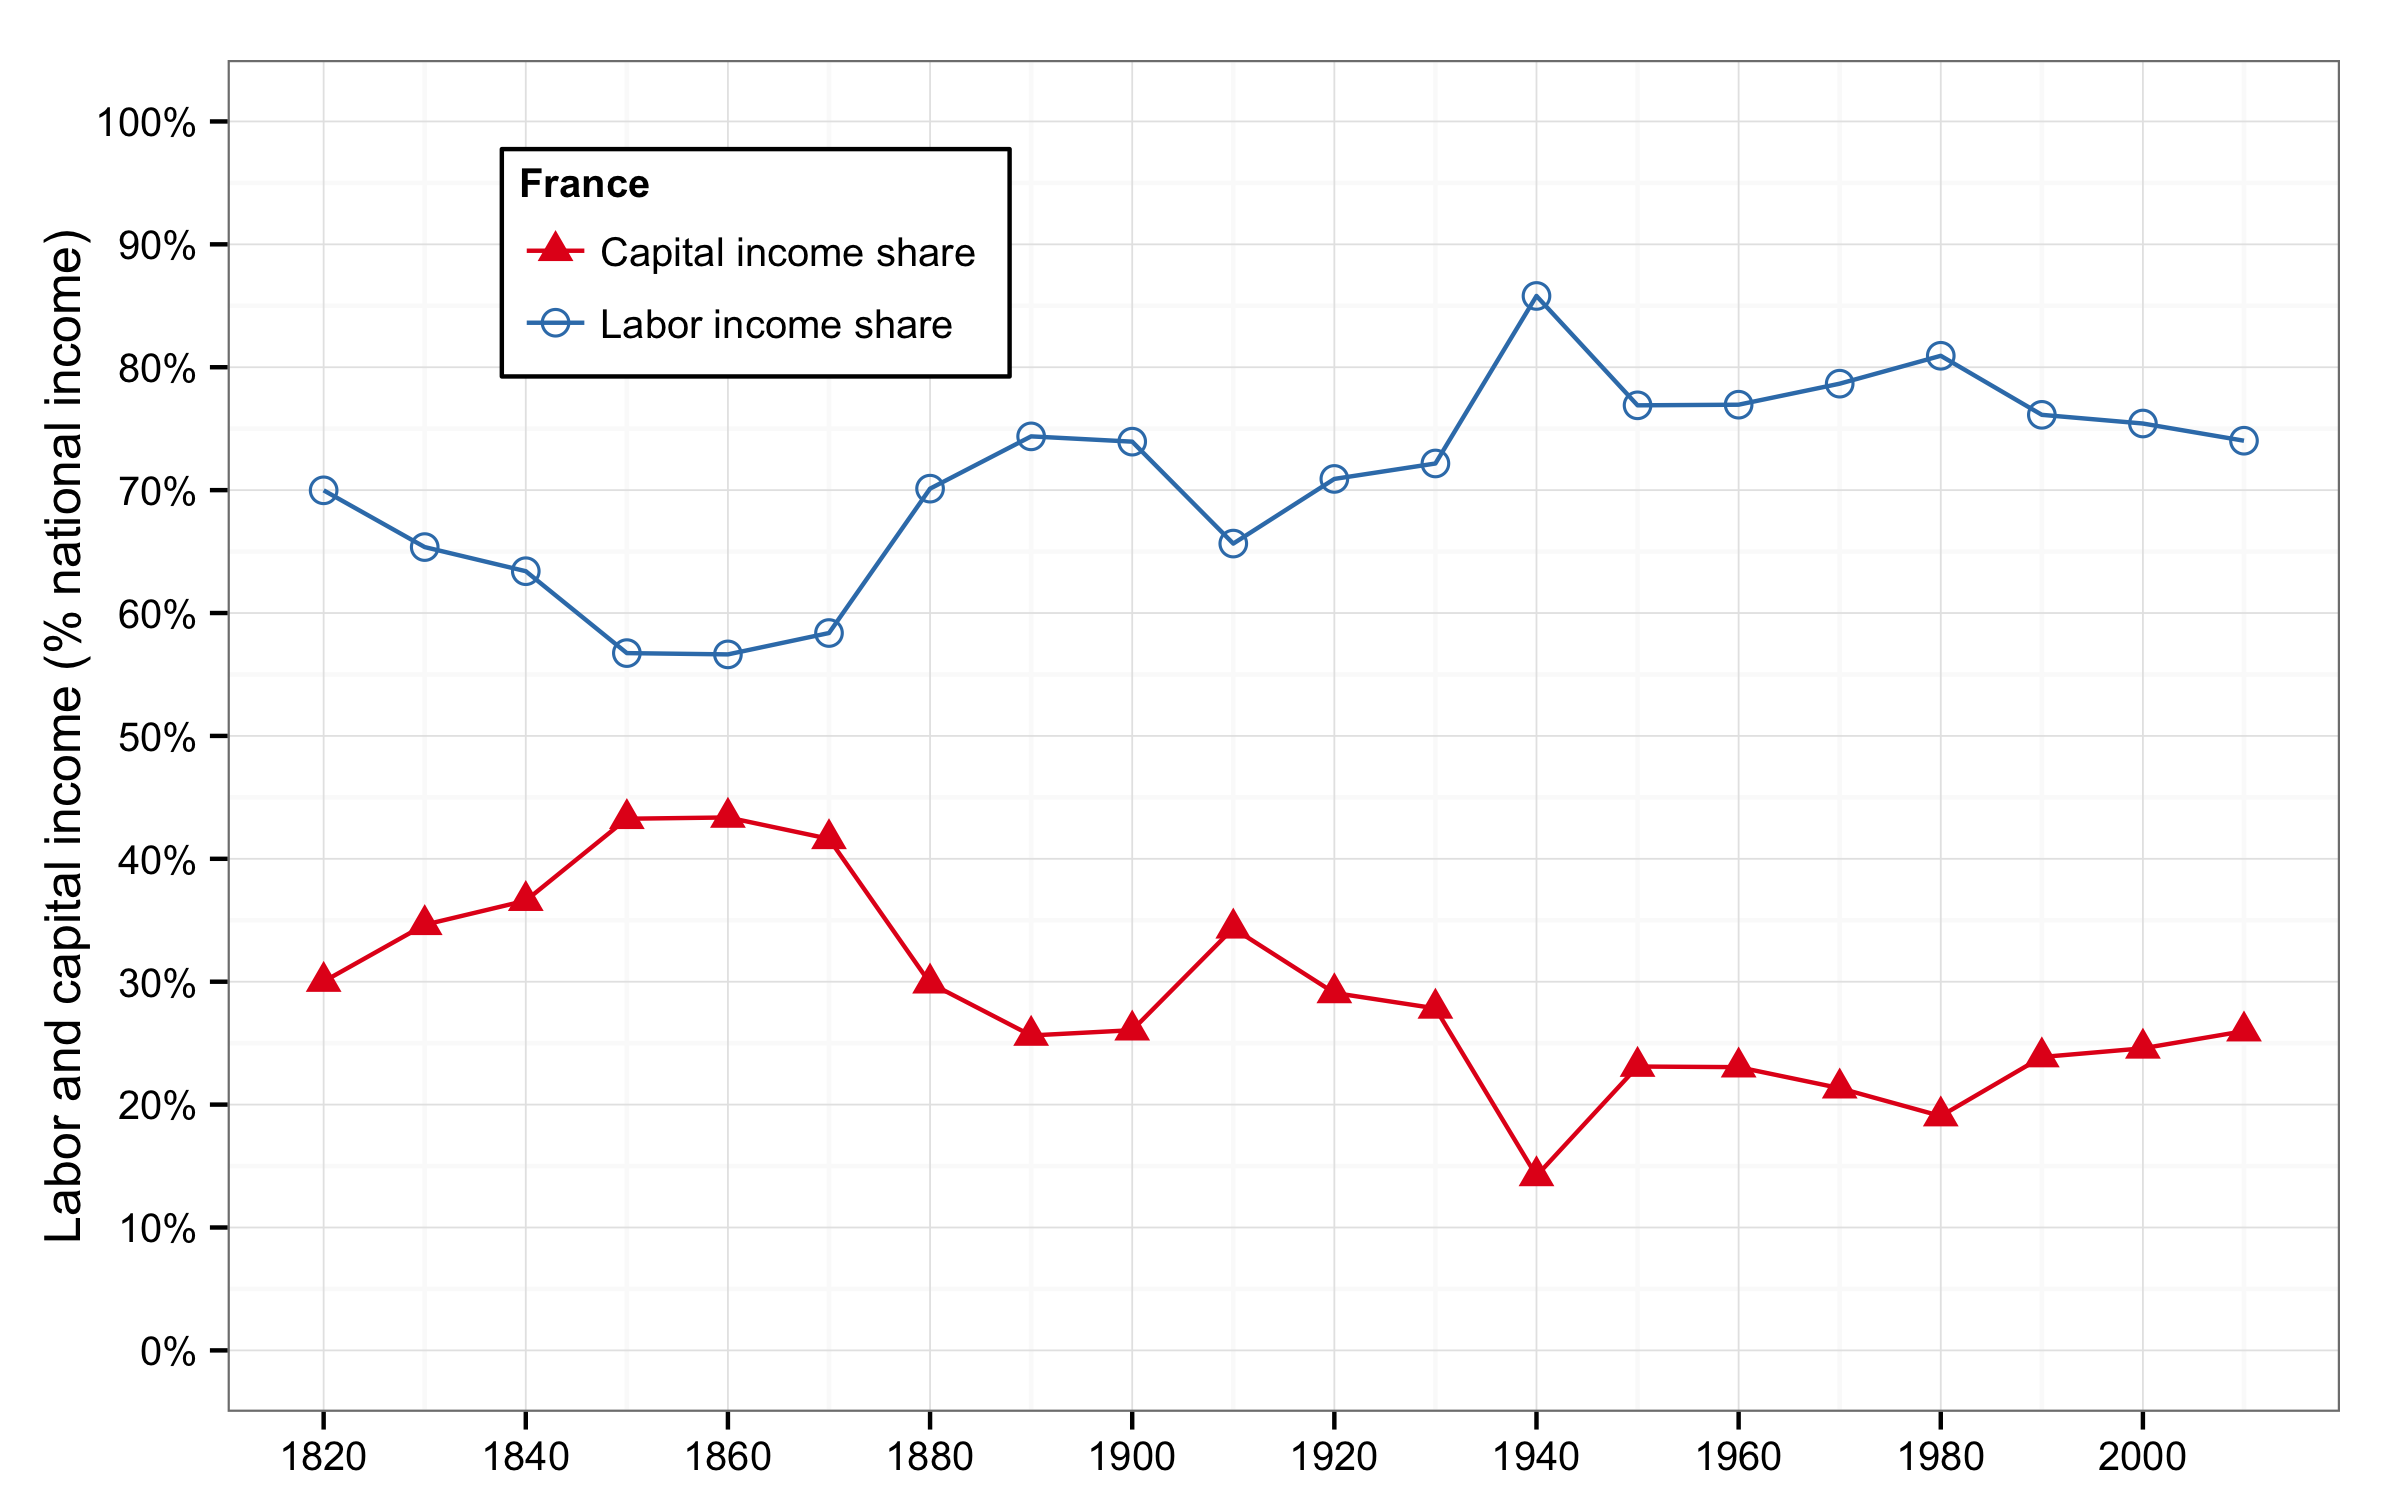 Labor and capital income (% national income)
100%
90%
80%
70%
60%
50%
40%
30%
20%
10%
0%
France
Capital income share
Labor income share
1820 1840 1860 1880 1900 1920 1940 1960 1980 2000